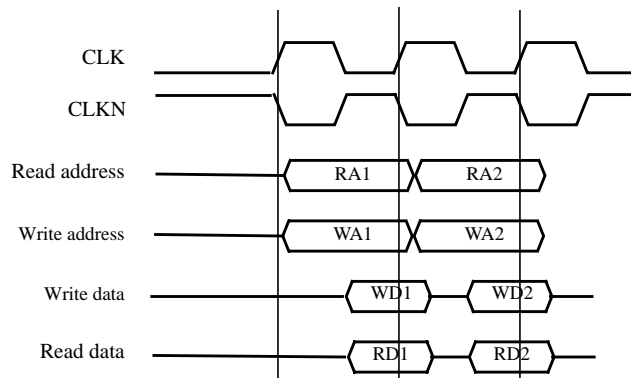 CLK
CLKN
Read address RA1 RA2
Write address WA1 WA2
Write data WD1 WD2
Read data RD1 RD2